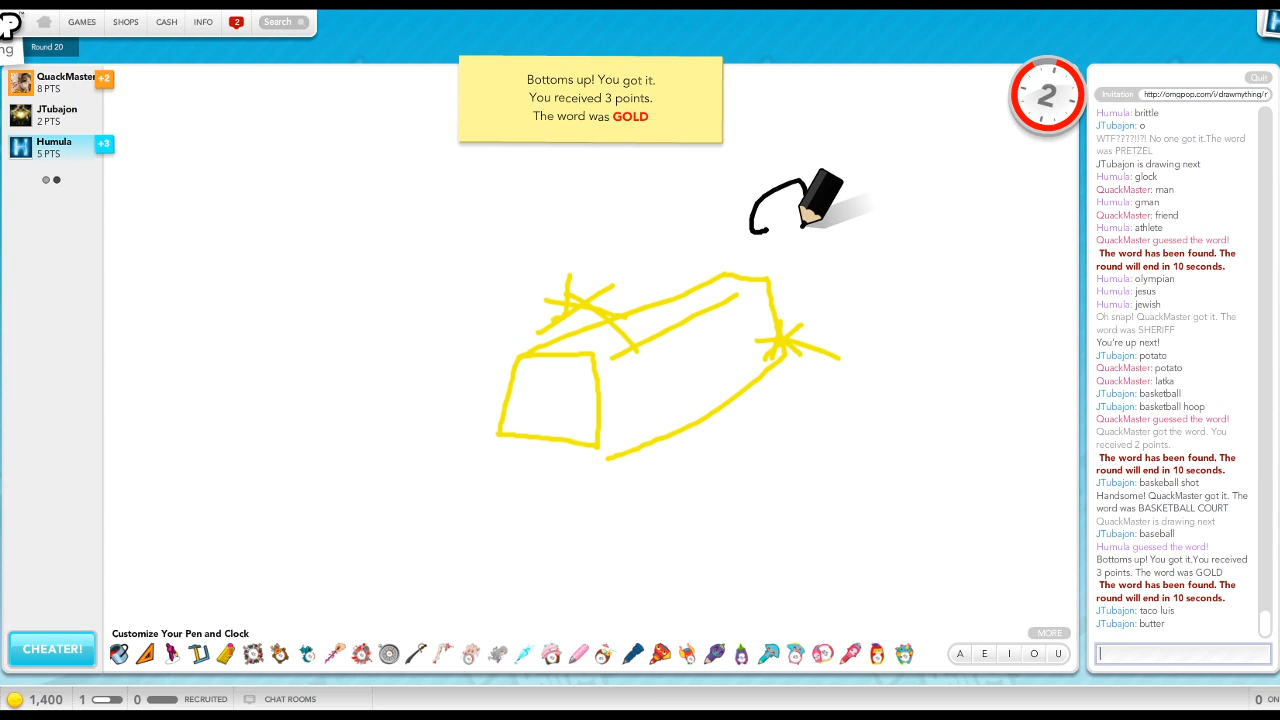 GAMES
SHOPS
CASH
INFO
2
Search
ng
Round 20
QuackMaster
+2
8 PTS
JTubajon
2 PTS
Humula
+3
5 PTS
Bottoms up! You got it.
You received 3 points.
The word was GOLD
2
Quit
Invitation
http://omgpop.com/i/drawmything/r
Humula: brittle
JTubajon: o
WTF????!!?! No one got it.The word
was PRETZEL
JTubajon is drawing next
Humula: glock
QuackMaster: man
Humula: gman
QuackMaster: friend
Humula: athlete
QuackMaster guessed the word!
The word has been found. The
round will end in 10 seconds.
Humula: olympian
Humula: jesus
Humula: jewish
Oh snap! QuackMaster got it. The
word was SHERIFF
You're up next!
JTubajon: potato
QuackMaster: potato
QuackMaster: latka
JTubajon: basketball
JTubajon: basketball hoop
QuackMaster guessed the word!
QuackMaster got the word. You
received 2 points.
The word has been found. The
round will end in 10 seconds.
JTubajon: baskeball shot
Handsome! QuackMaster got it. The
word was BASKETBALL COURT
QuackMaster is drawing next
JTubajon: baseball
Humula guessed the word!
Bottoms up! You got it.You received
3 points. The word was GOLD
The word has been found. The
round will end in 10 seconds.
JTubajon: taco luis
JTubajon: butter
Customize Your Pen and Clock
MORE
CHEATER!
A E I O U
1,400
1
0
RECRUITED
CHAT ROOMS
0 ON